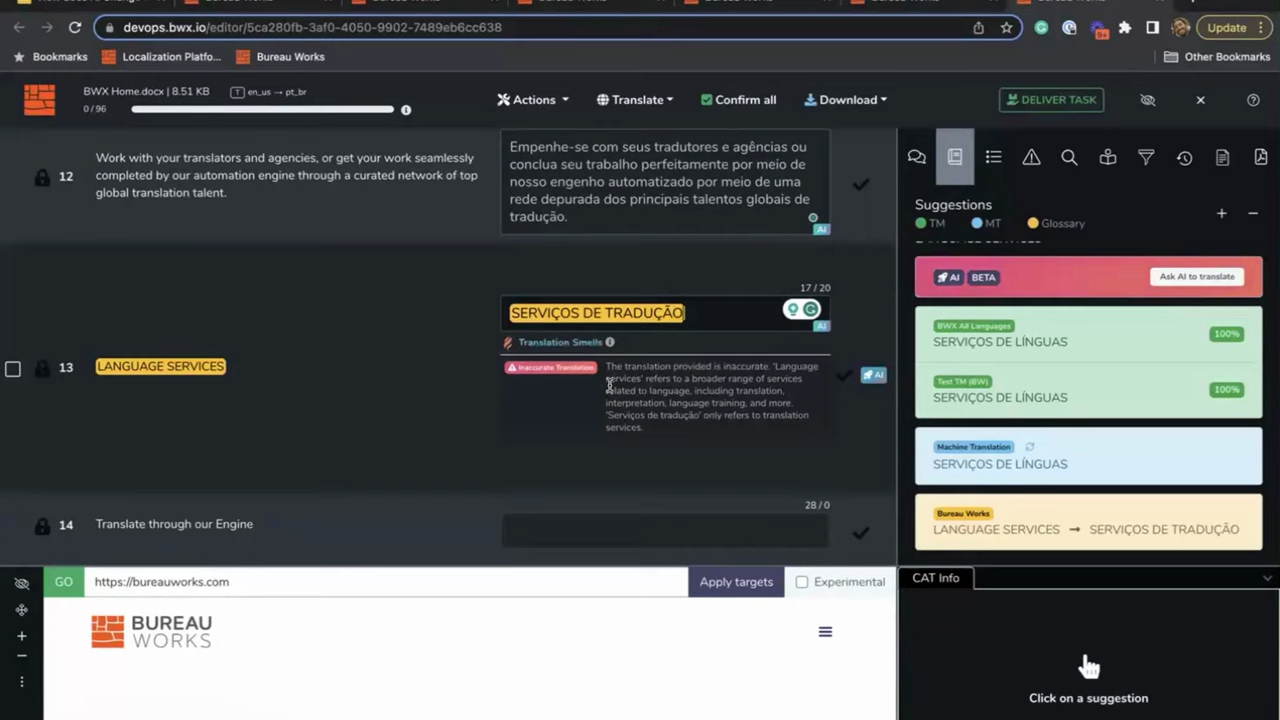 devops.bwx.io/editor/5ca280fb-3af0-4050-9902-7489eb6cc638
Update
Bookmarks
Localization Platfo...
Bureau Works
Other Bookmarks
BWX Home.docx | 8.51 KB
T en_us → pt_br
0 / 96
Actions
Translate
Confirm all
Download
DELIVER TASK
12
Work with your translators and agencies, or get your work seamlessly
completed by our automation engine through a curated network of top
global translation talent.
Empenhe-se com seus tradutores e agências ou
conclua seu trabalho perfeitamente por meio de
nosso engenho automatizado por meio de uma
rede depurada dos principais talentos globais de
tradução.
AI
17 / 20
13
LANGUAGE SERVICES
SERVIÇOS DE TRADUÇÃO
AI
Translation Smells
Inaccurate Translation
The translation provided is inaccurate. 'Language
services' refers to a broader range of services
related to language, including translation,
interpretation, language training, and more.
'Serviços de tradução' only refers to translation
services.
AI
28 / 0
14
Translate through our Engine
Suggestions
TM
MT
Glossary
AI
BETA
Ask AI to translate
BWX All Languages
SERVIÇOS DE LÍNGUAS
100%
Test TM (BW)
SERVIÇOS DE LÍNGUAS
100%
Machine Translation
SERVIÇOS DE LÍNGUAS
Bureau Works
LANGUAGE SERVICES → SERVIÇOS DE TRADUÇÃO
GO
https://bureauworks.com
Apply targets
Experimental
BUREAU
WORKS
CAT Info
Click on a suggestion